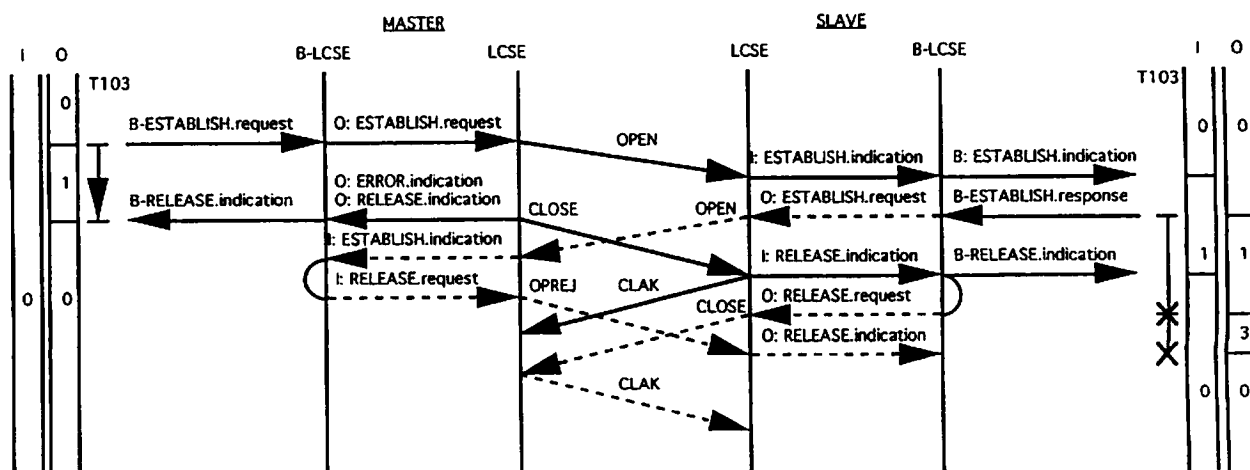 MASTER
SLAVE
I O B-LCSE LCSE LCSE B-LCSE I O
T103 T103
0 0 0
B-ESTABLISH.request O: ESTABLISH.request OPEN
I: ESTABLISH.indication B: ESTABLISH.indication
1 O: ERROR.indication
B-RELEASE.indication O: RELEASE.indication CLOSE OPEN O: ESTABLISH.request B-ESTABLISH.response
I: ESTABLISH.indication I: RELEASE.indication B-RELEASE.indication 1 1
0 0 I: RELEASE.request OPREJ CLAK O: RELEASE.request
CLOSE
O: RELEASE.indication 3
CLAK 0 0